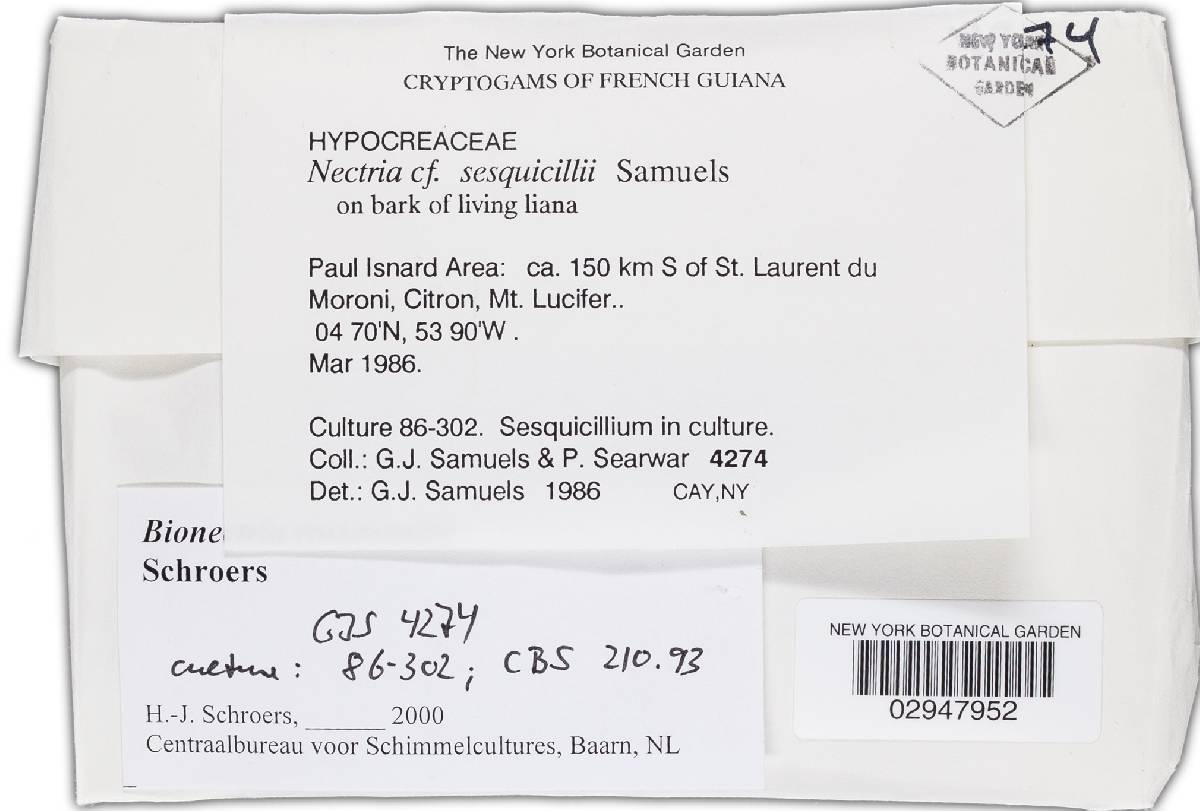 The New York Botanical Garden
CRYPTOGAMS OF FRENCH GUIANA
NEW YORK
BOTANICAL
GARDEN
74
HYPOCREACEAE
Nectria cf. sesquicillii Samuels
on bark of living liana
Paul Isnard Area: ca. 150 km S of St. Laurent du
Moroni, Citron, Mt. Lucifer..
04 70'N, 53 90'W .
Mar 1986.
Culture 86-302. Sesquicillium in culture.
Coll.: G.J. Samuels & P. Searwar 4274
Det.: G.J. Samuels 1986 CAY,NY
Bione
Schroers
GJS 4274
culture: 86-302; CBS 210.93
H.-J. Schroers, ______ 2000
Centraalbureau voor Schimmelcultures, Baarn, NL
NEW YORK BOTANICAL GARDEN
02947952